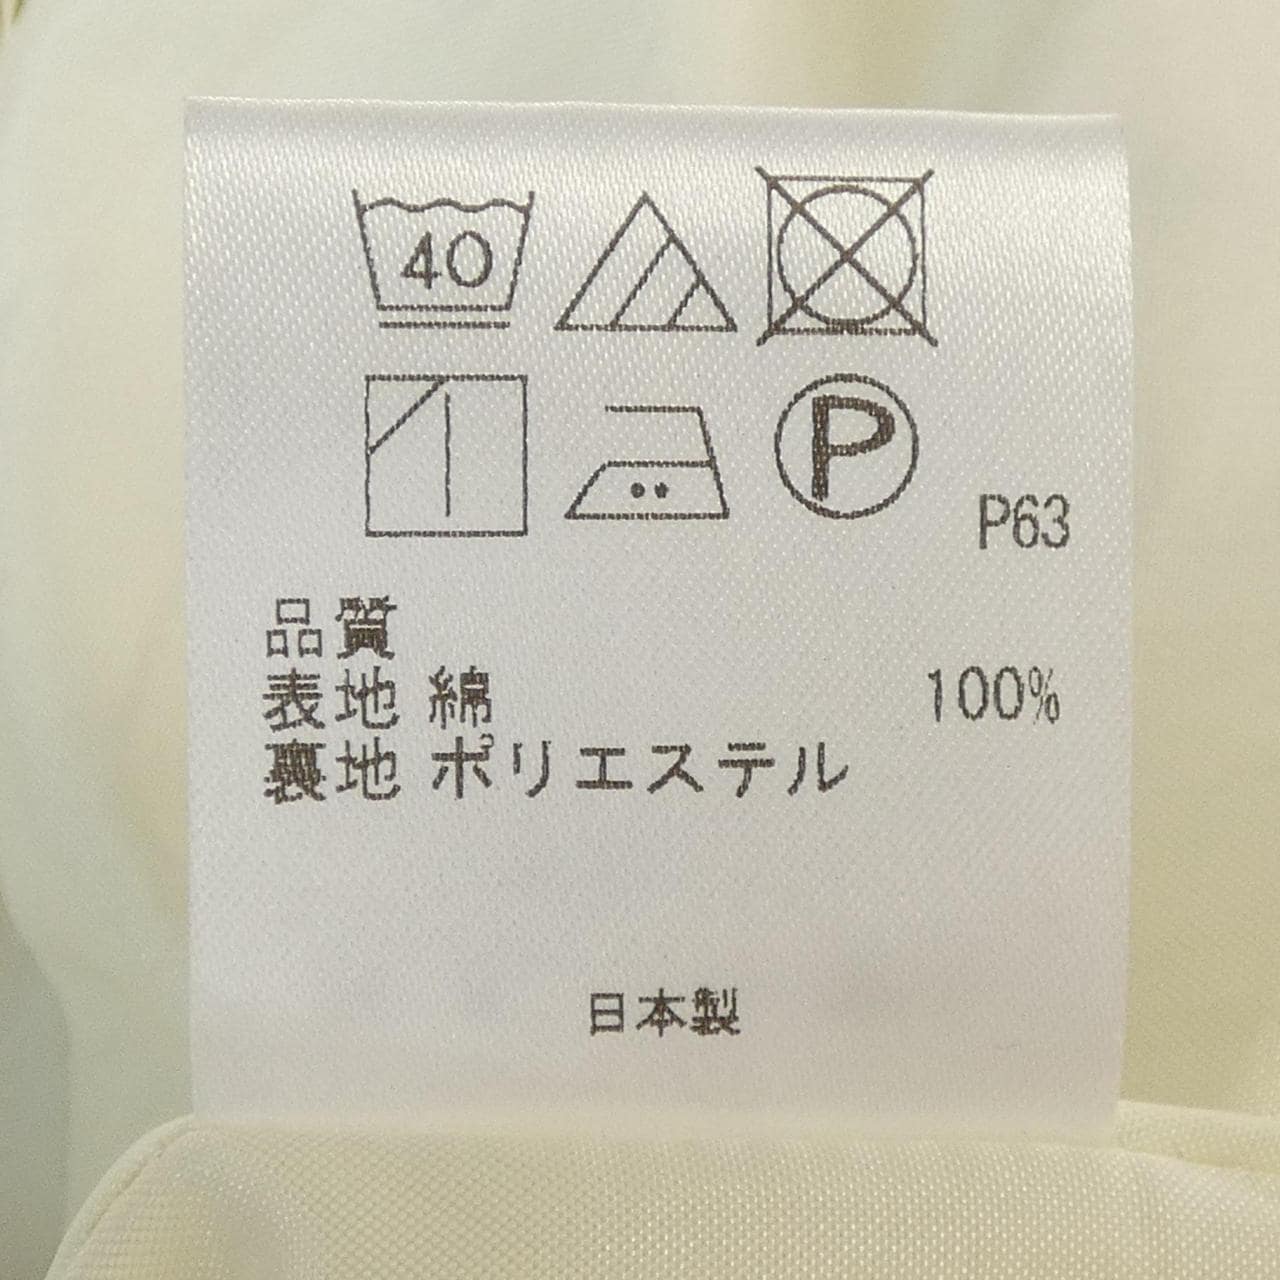 40
P
P63
品質
表地 綿 100%
裏地 ポリエステル
日本製